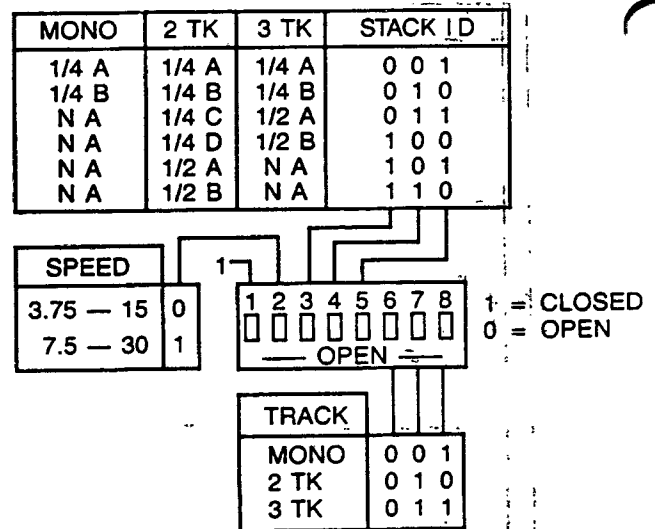 MONO 2 TK 3 TK STACK ID
1/4 A 1/4 A 1/4 A 0 0 1
1/4 B 1/4 B 1/4 B 0 1 0
N A 1/4 C 1/2 A 0 1 1
N A 1/4 D 1/2 B 1 0 0
N A 1/2 A N A 1 0 1
N A 1/2 B N A 1 1 0
SPEED
3.75 — 15 0
7.5 — 30 1
1
1 2 3 4 5 6 7 8
OPEN
1 = CLOSED
0 = OPEN
TRACK
MONO 0 0 1
2 TK 0 1 0
3 TK 0 1 1